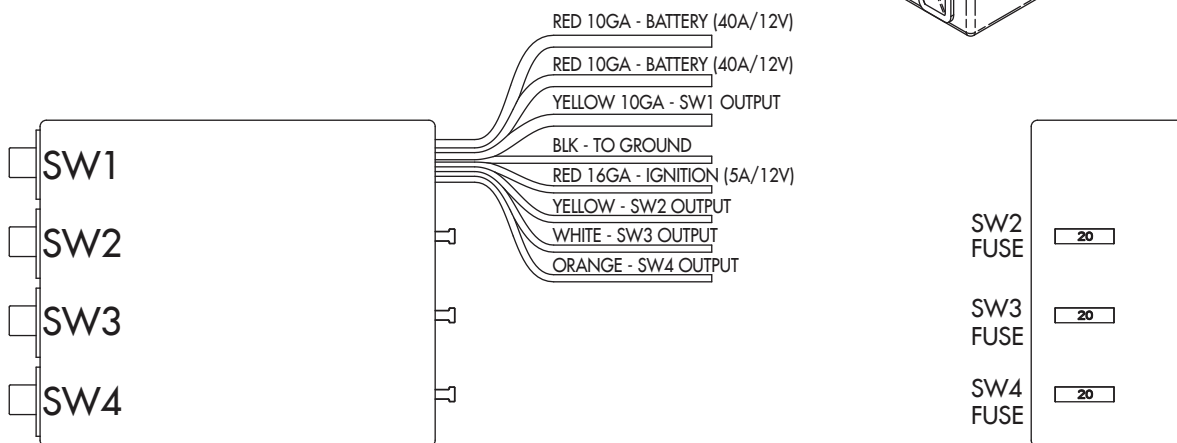 RED 10GA - BATTERY (40A/12V)
RED 10GA - BATTERY (40A/12V)
YELLOW 10GA - SW1 OUTPUT
BLK - TO GROUND
RED 16GA - IGNITION (5A/12V)
YELLOW - SW2 OUTPUT
WHITE - SW3 OUTPUT
ORANGE - SW4 OUTPUT
SW1
SW2
SW3
SW4
SW2
FUSE
20
SW3
FUSE
20
SW4
FUSE
20